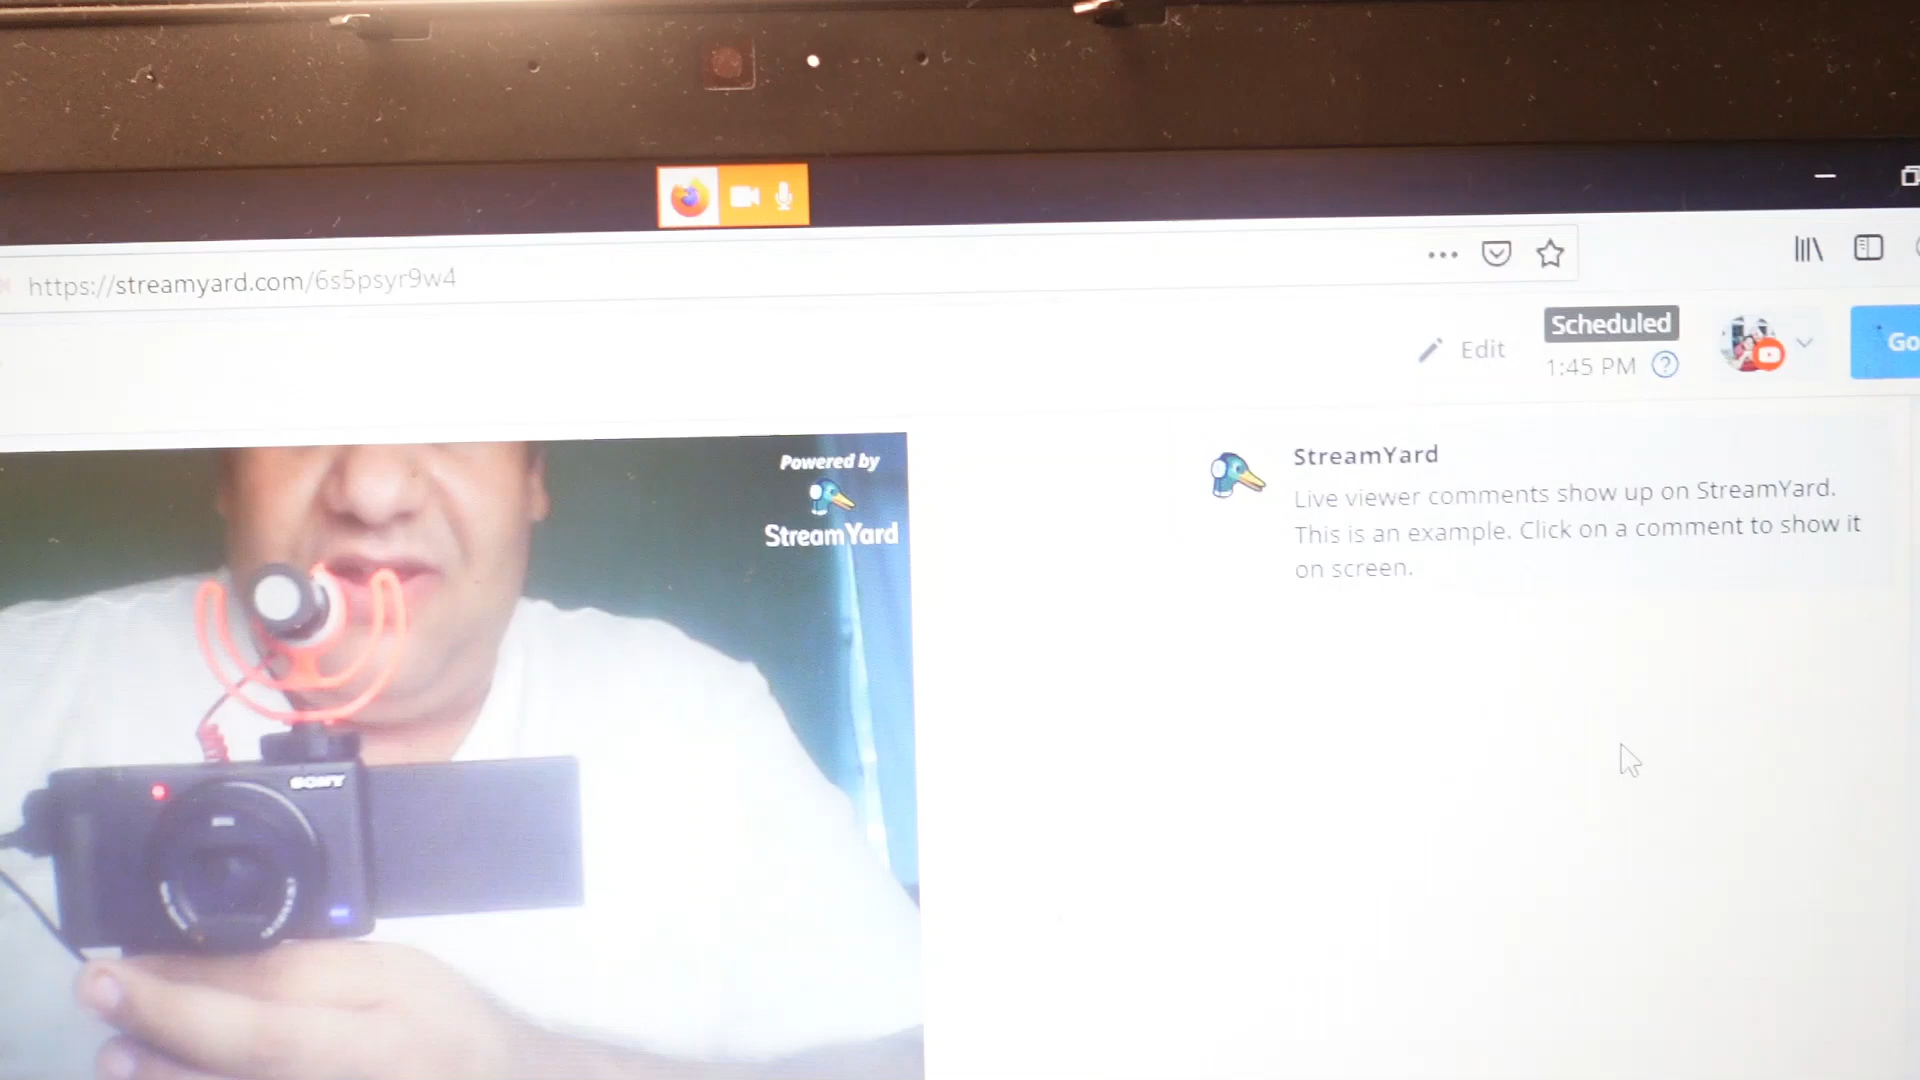 https://streamyard.com/6s5psyr9w4
Edit
Scheduled
1:45 PM
Go
Powered by
StreamYard
StreamYard
Live viewer comments show up on StreamYard.
This is an example. Click on a comment to show it
on screen.
SONY